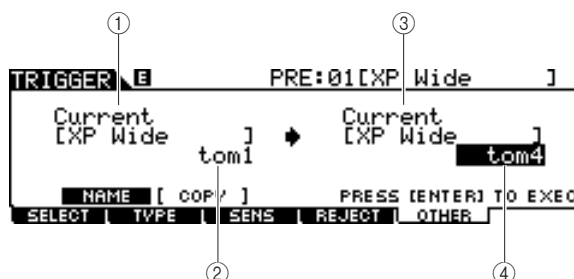 ① ③
TRIGGER E PRE:01[XP Wide ]
Current Current
[XP Wide ] [XP Wide ]
tom1 tom4
NAME [ COPY ] PRESS [ENTER] TO EXEC
SELECT TYPE SENS REJECT OTHER
② ④